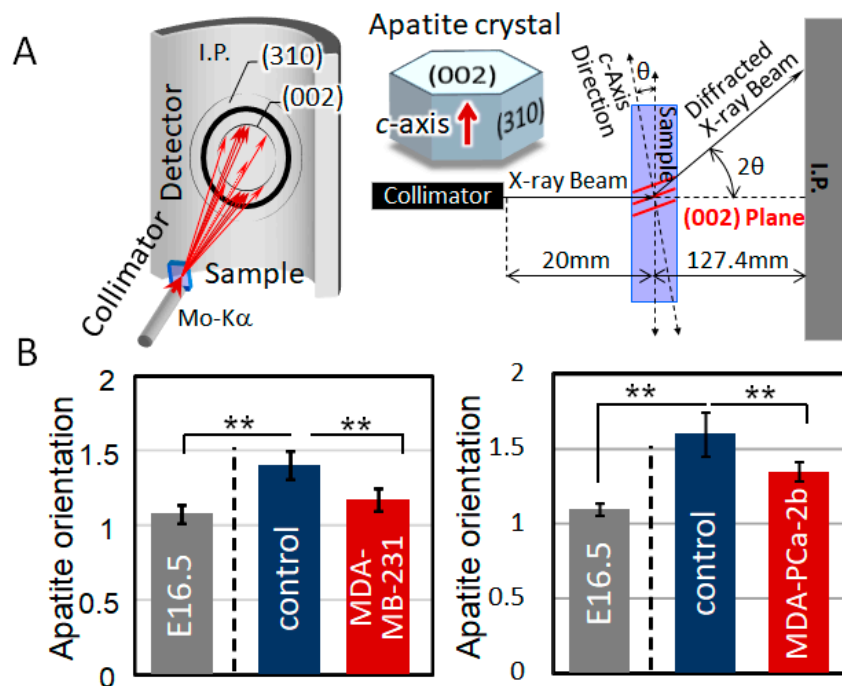 A
I.P.
(310)
(002)
Detector
Collimator
Sample
Mo-Kα
Apatite crystal
(002)
c-axis
(310)
Collimator
X-ray Beam
θ
c-Axis
Direction
Sample
Diffracted
X-ray Beam
2θ
(002) Plane
I.P.
20mm
127.4mm
B
Apatite orientation
2
1.5
1
0.5
0
**
**
E16.5
control
MDA-
MB-231
Apatite orientation
2
1.5
1
0.5
0
**
**
E16.5
control
MDA-PCa-2b